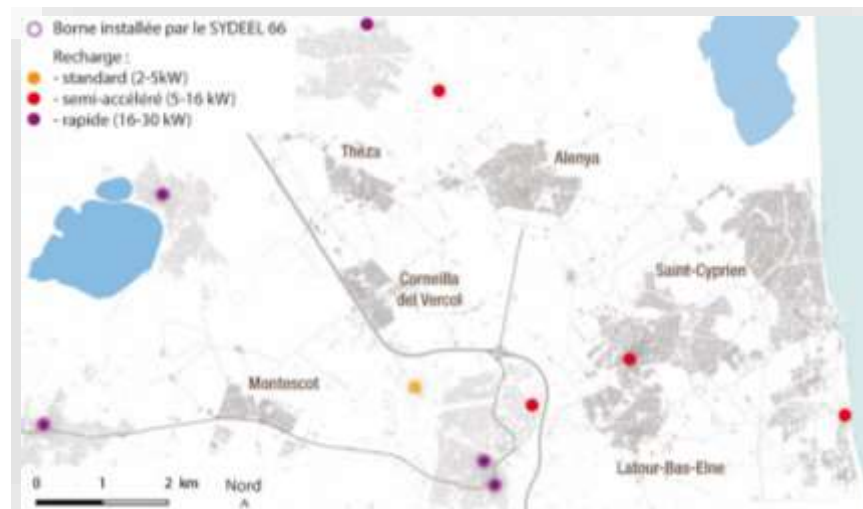 Borne installée par le SYDEEL 66
Recharge :
- standard (2-5kW)
- semi-accéléré (5-16 kW)
- rapide (16-30 kW)
Théza
Alenya
Saint-Cyprien
Corneilla
del Vercol
Montescot
Latour-Bas-Elne
0 1 2 km
Nord